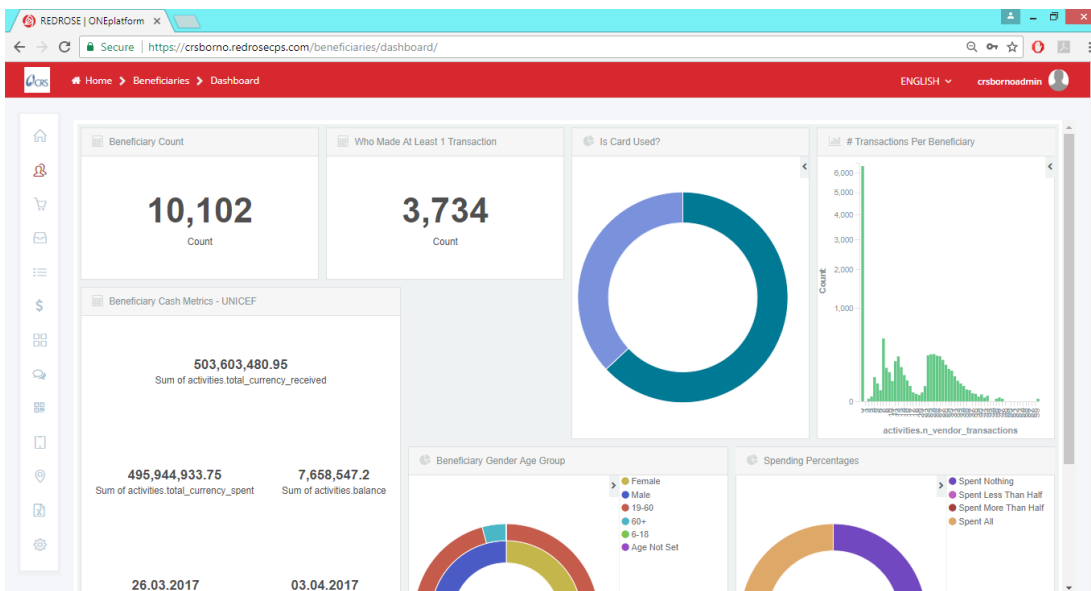 REDROSE | ONEplatform
Secure | https://crsborno.redrosecps.com/beneficiaries/dashboard/
CRS
Home > Beneficiaries > Dashboard
ENGLISH
crsbornoadmin
Beneficiary Count
10,102
Count
Who Made At Least 1 Transaction
3,734
Count
Is Card Used?
# Transactions Per Beneficiary
6,000
5,000
4,000
3,000
2,000
1,000
0
Count
activities.n_vendor_transactions
Beneficiary Cash Metrics - UNICEF
503,603,480.95
Sum of activities.total_currency_received
495,944,933.75
Sum of activities.total_currency_spent
7,658,547.2
Sum of activities.balance
26.03.2017
03.04.2017
Beneficiary Gender Age Group
Female
Male
19-60
60+
6-18
Age Not Set
Spending Percentages
Spent Nothing
Spent Less Than Half
Spent More Than Half
Spent All